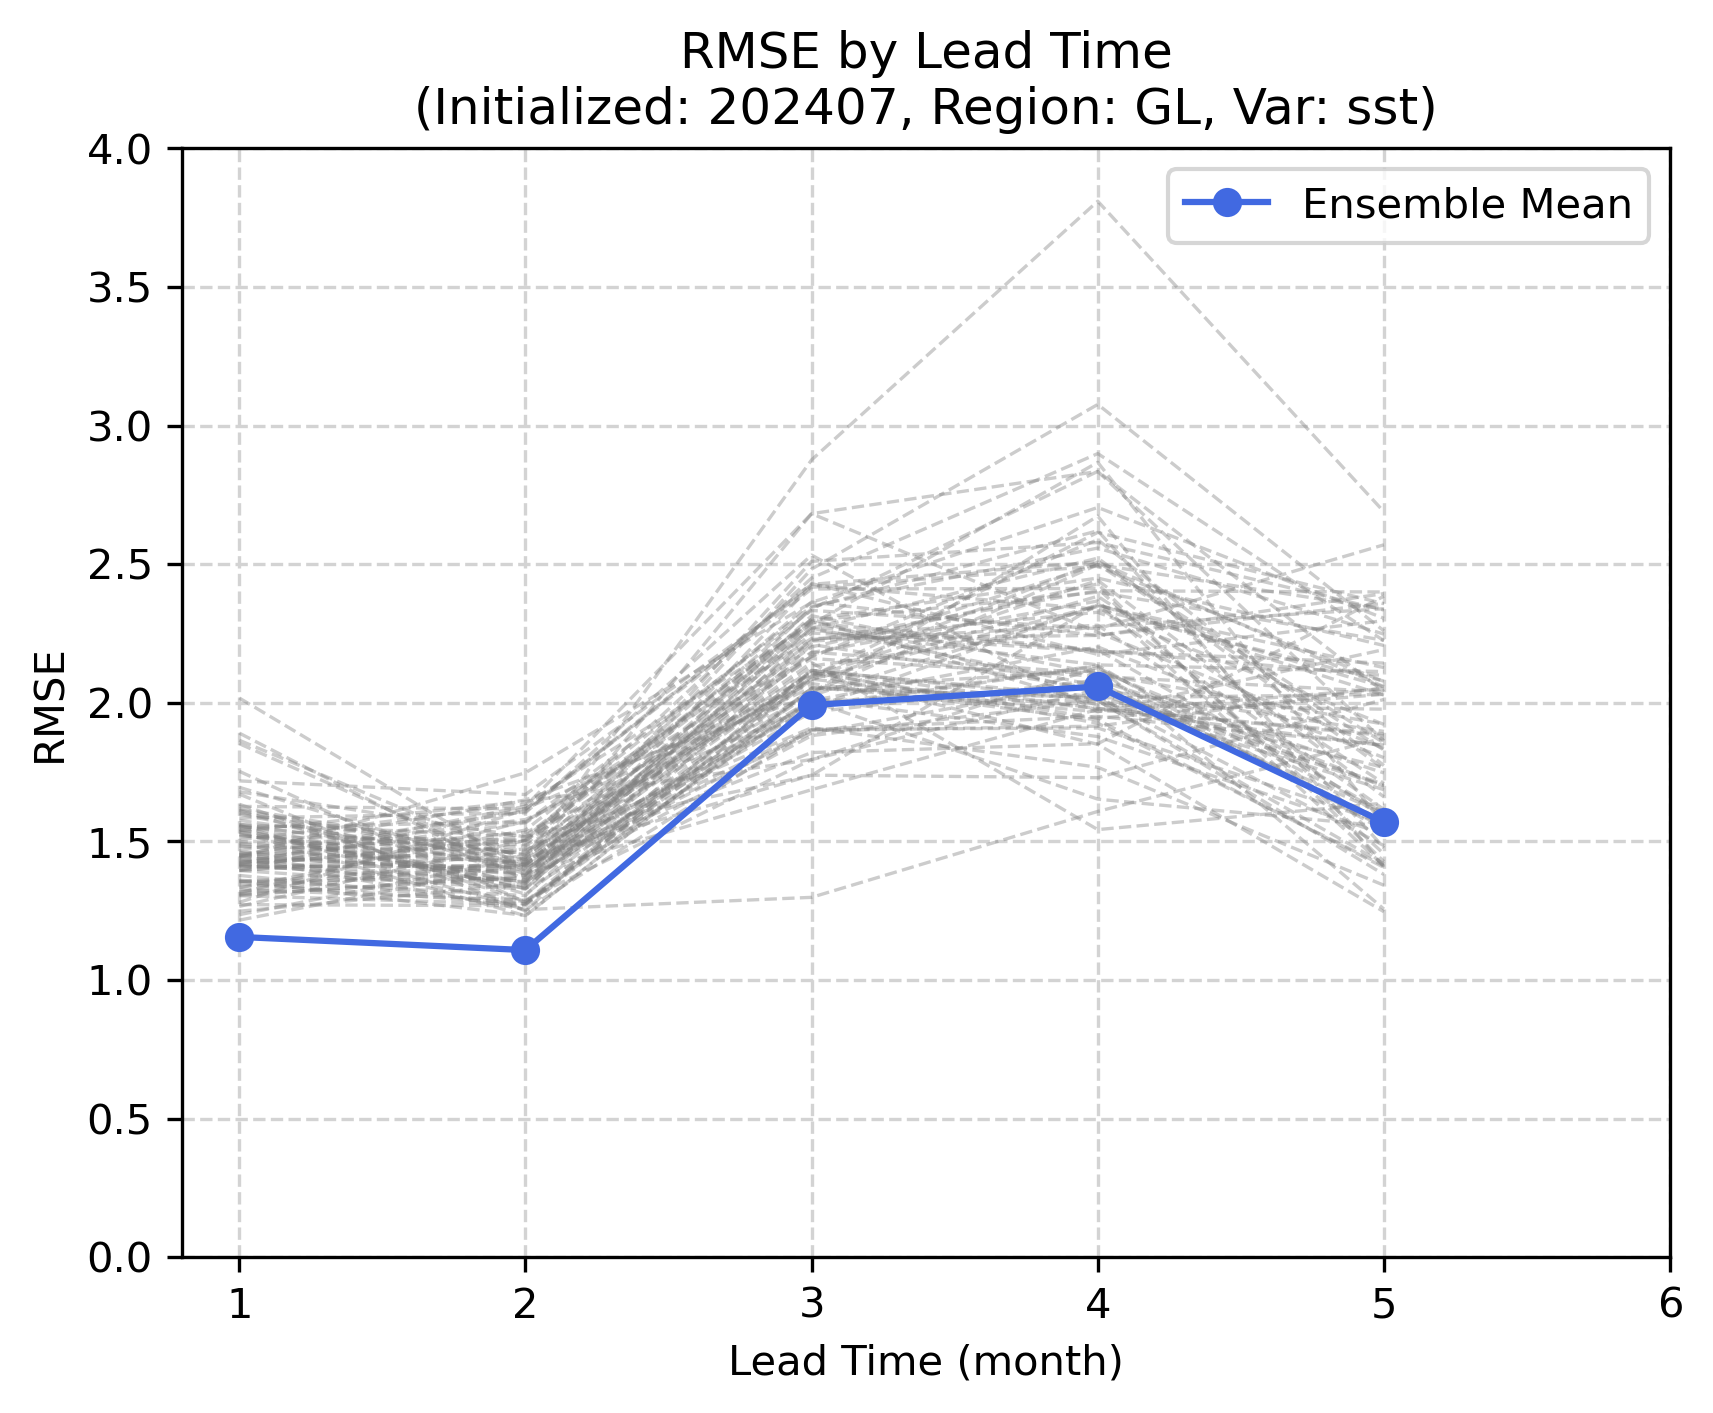 RMSE by Lead Time
(Initialized: 202407, Region: GL, Var: sst)
Ensemble Mean
4.0
3.5
3.0
2.5
2.0
1.5
1.0
0.5
0.0
RMSE
1 2 3 4 5 6
Lead Time (month)